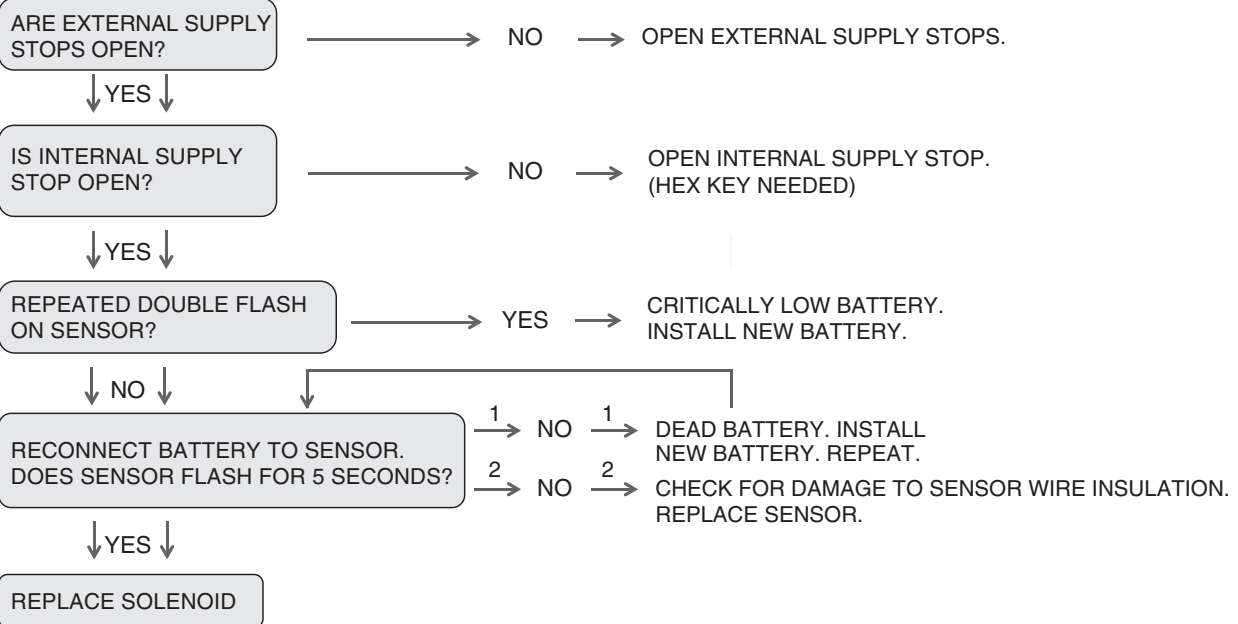 ARE EXTERNAL SUPPLY
STOPS OPEN?
NO
OPEN EXTERNAL SUPPLY STOPS.
YES
IS INTERNAL SUPPLY
STOP OPEN?
NO
OPEN INTERNAL SUPPLY STOP.
(HEX KEY NEEDED)
YES
REPEATED DOUBLE FLASH
ON SENSOR?
YES
CRITICALLY LOW BATTERY.
INSTALL NEW BATTERY.
NO
RECONNECT BATTERY TO SENSOR.
DOES SENSOR FLASH FOR 5 SECONDS?
1
NO
1
DEAD BATTERY. INSTALL
NEW BATTERY. REPEAT.
2
NO
2
CHECK FOR DAMAGE TO SENSOR WIRE INSULATION.
REPLACE SENSOR.
YES
REPLACE SOLENOID